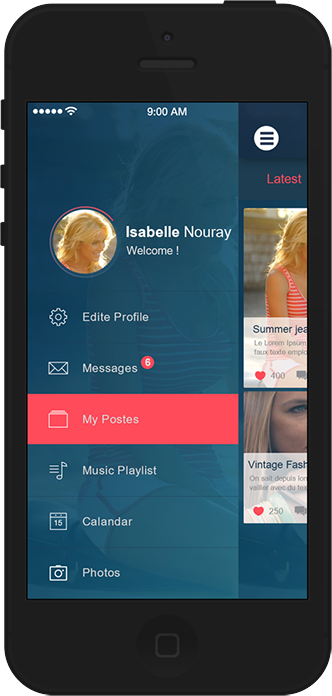 9:00 AM
Latest
Isabelle Nouray
Welcome !
Edite Profile
Messages 6
My Postes
Music Playlist
15 Calandar
Photos
Summer jea
Le Lorem Ipsum
faux texte emplo
400
Vintage Fash
On sait depuis lon
vailler avec du te
250